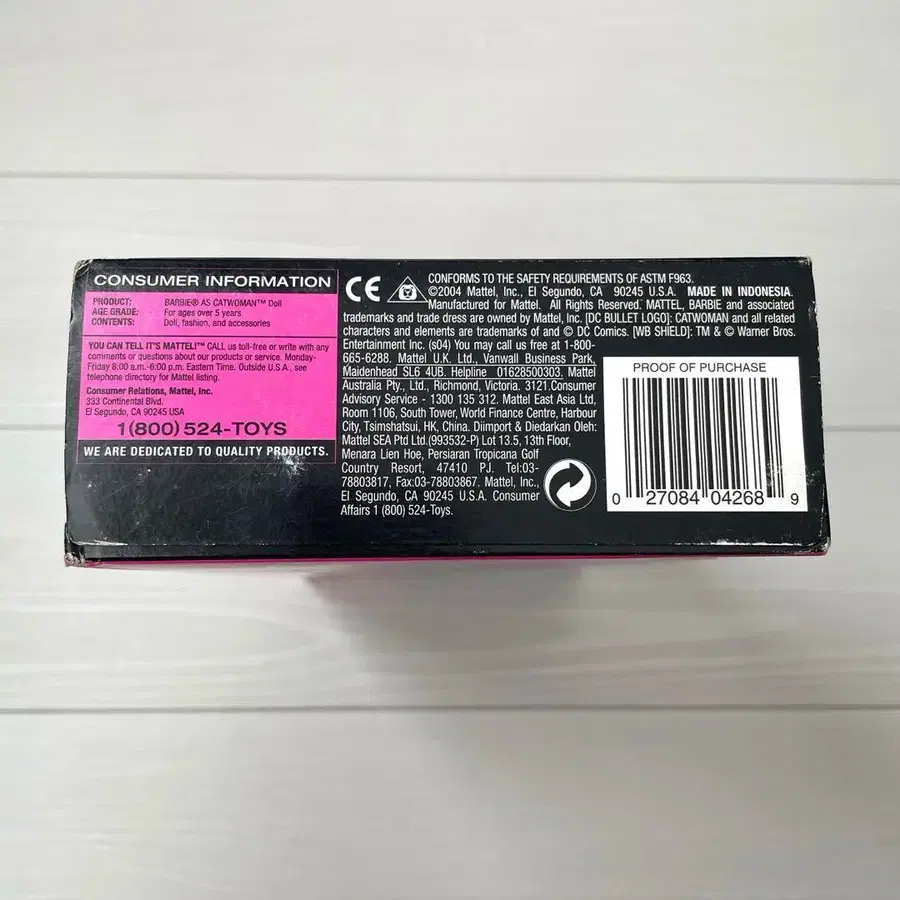 CONSUMER INFORMATION
PRODUCT: BARBIE® AS CATWOMAN™ Doll
AGE GRADE: For ages over 5 years
CONTENTS: Doll, fashion, and accessories
YOU CAN TELL IT'S MATTEL!™ CALL us toll-free or write with any
comments or questions about our products or service. Monday-
Friday 8:00 a.m.-6:00 p.m. Eastern Time. Outside U.S.A., see
telephone directory for Mattel listing.
Consumer Relations, Mattel, Inc.
333 Continental Blvd.
El Segundo, CA 90245 USA
1(800) 524-TOYS
WE ARE DEDICATED TO QUALITY PRODUCTS.
CE
CONFORMS TO THE SAFETY REQUIREMENTS OF ASTM F963.
©2004 Mattel, Inc., El Segundo, CA 90245 U.S.A. MADE IN INDONESIA.
Manufactured for Mattel. All Rights Reserved. MATTEL, BARBIE and associated
trademarks and trade dress are owned by Mattel, Inc. [DC BULLET LOGO]: CATWOMAN and all related
characters and elements are trademarks of and © DC Comics. [WB SHIELD]: TM & © Warner Bros.
Entertainment Inc. (s04) You may call us free at 1-800-
665-6288. Mattel U.K. Ltd., Vanwall Business Park,
Maidenhead SL6 4UB. Helpline 01628500303. Mattel
Australia Pty., Ltd., Richmond, Victoria. 3121.Consumer
Advisory Service - 1300 135 312. Mattel East Asia Ltd,
Room 1106, South Tower, World Finance Centre, Harbour
City, Tsimshatsui, HK, China. Diimport & Diedarkan Oleh:
Mattel SEA Ptd Ltd.(993532-P) Lot 13.5, 13th Floor,
Menara Lien Hoe, Persiaran Tropicana Golf
Country Resort, 47410 PJ. Tel:03-
78803817, Fax:03-78803867. Mattel, Inc.,
El Segundo, CA 90245 U.S.A. Consumer
Affairs 1 (800) 524-Toys.
PROOF OF PURCHASE
0 27084 04268 9